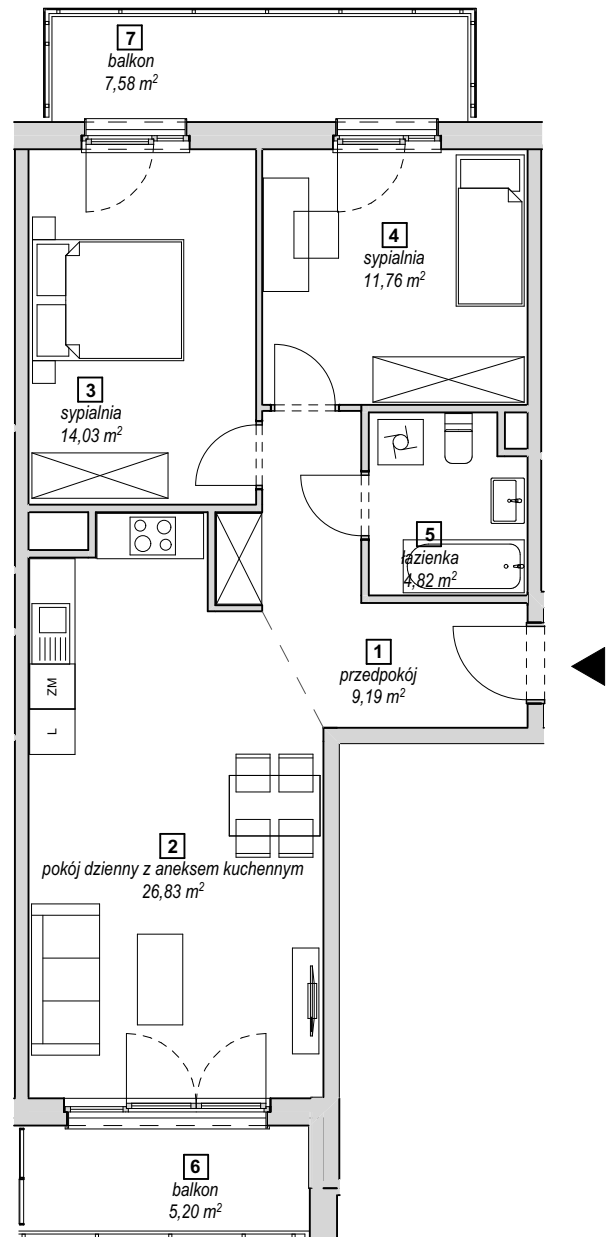 7
balkon
7,58 m²
4
sypialnia
11,76 m²
3
sypialnia
14,03 m²
5
łazienka
4,82 m²
1
przedpokój
9,19 m²
ZM
L
2
pokój dzienny z aneksem kuchennym
26,83 m²
6
balkon
5,20 m²